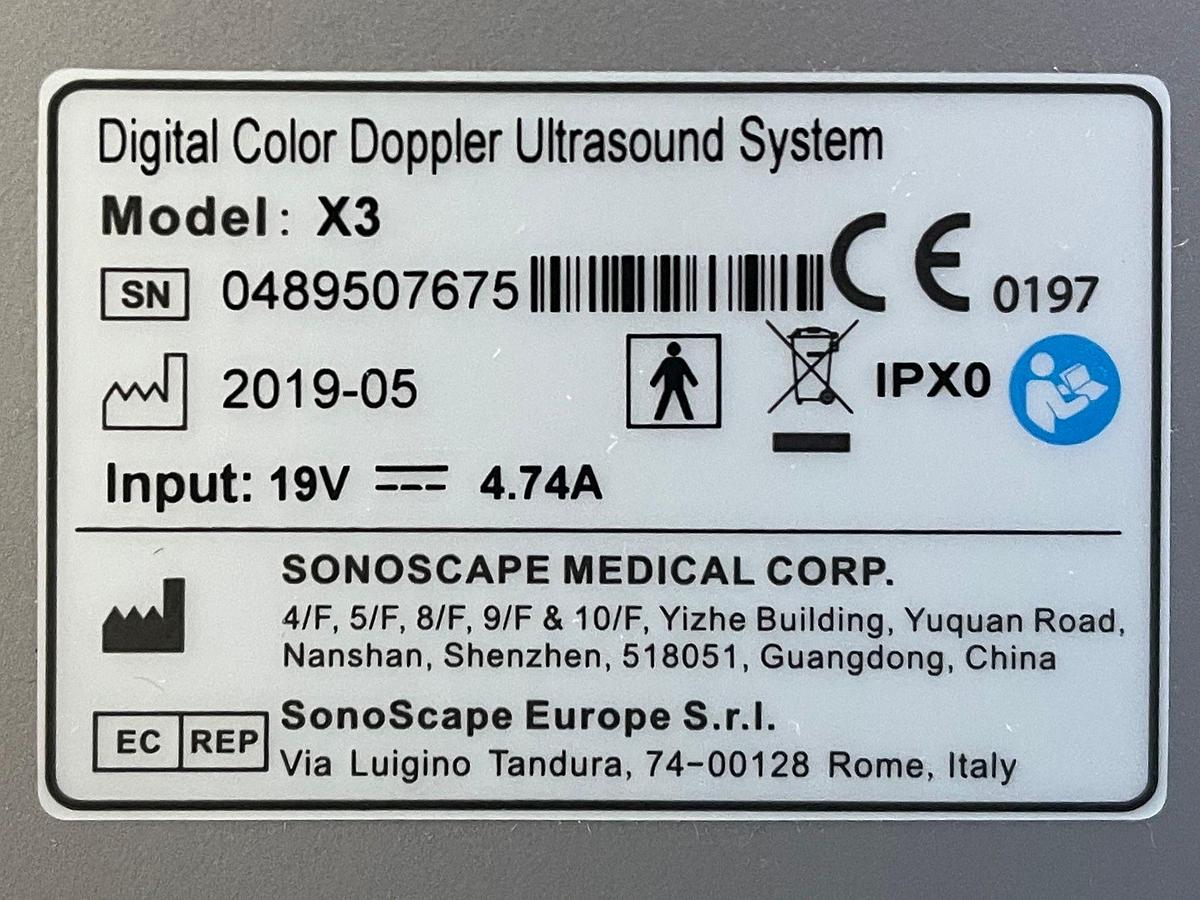 Digital Color Doppler Ultrasound System
Model: X3
SN 0489507675 CE 0197
2019-05 IPX0
Input: 19V 4.74A
SONOSCAPE MEDICAL CORP.
4/F, 5/F, 8/F, 9/F & 10/F, Yizhe Building, Yuquan Road,
Nanshan, Shenzhen, 518051, Guangdong, China
EC REP SonoScape Europe S.r.l.
Via Luigino Tandura, 74-00128 Rome, Italy